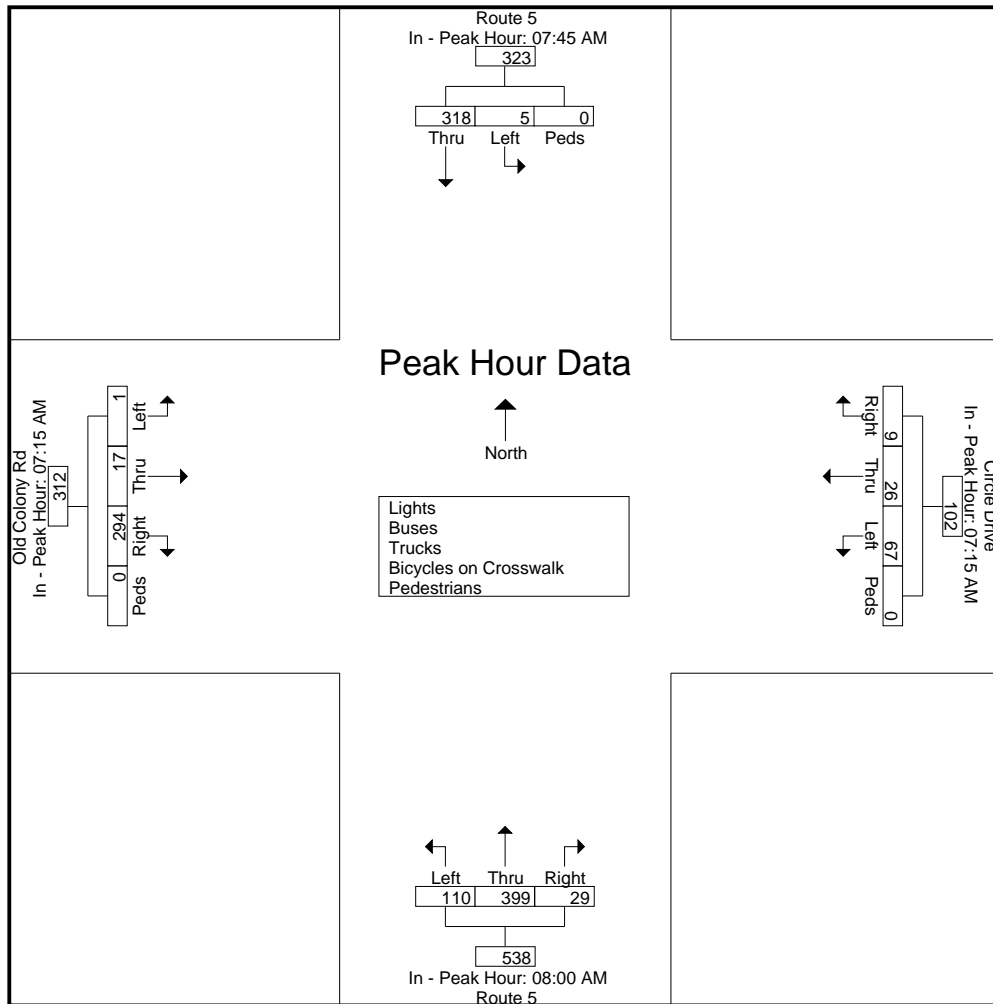 Route 5
In - Peak Hour: 07:45 AM
323
318 5 0
Thru Left Peds
Peak Hour Data
North
Lights
Buses
Trucks
Bicycles on Crosswalk
Pedestrians
Old Colony Rd
In - Peak Hour: 07:15 AM
312
1 17 294 0
Left Thru Right Peds
Circle Drive
In - Peak Hour: 07:15 AM
102
9 26 67 0
Right Thru Left Peds
Left Thru Right
110 399 29
538
In - Peak Hour: 08:00 AM
Route 5